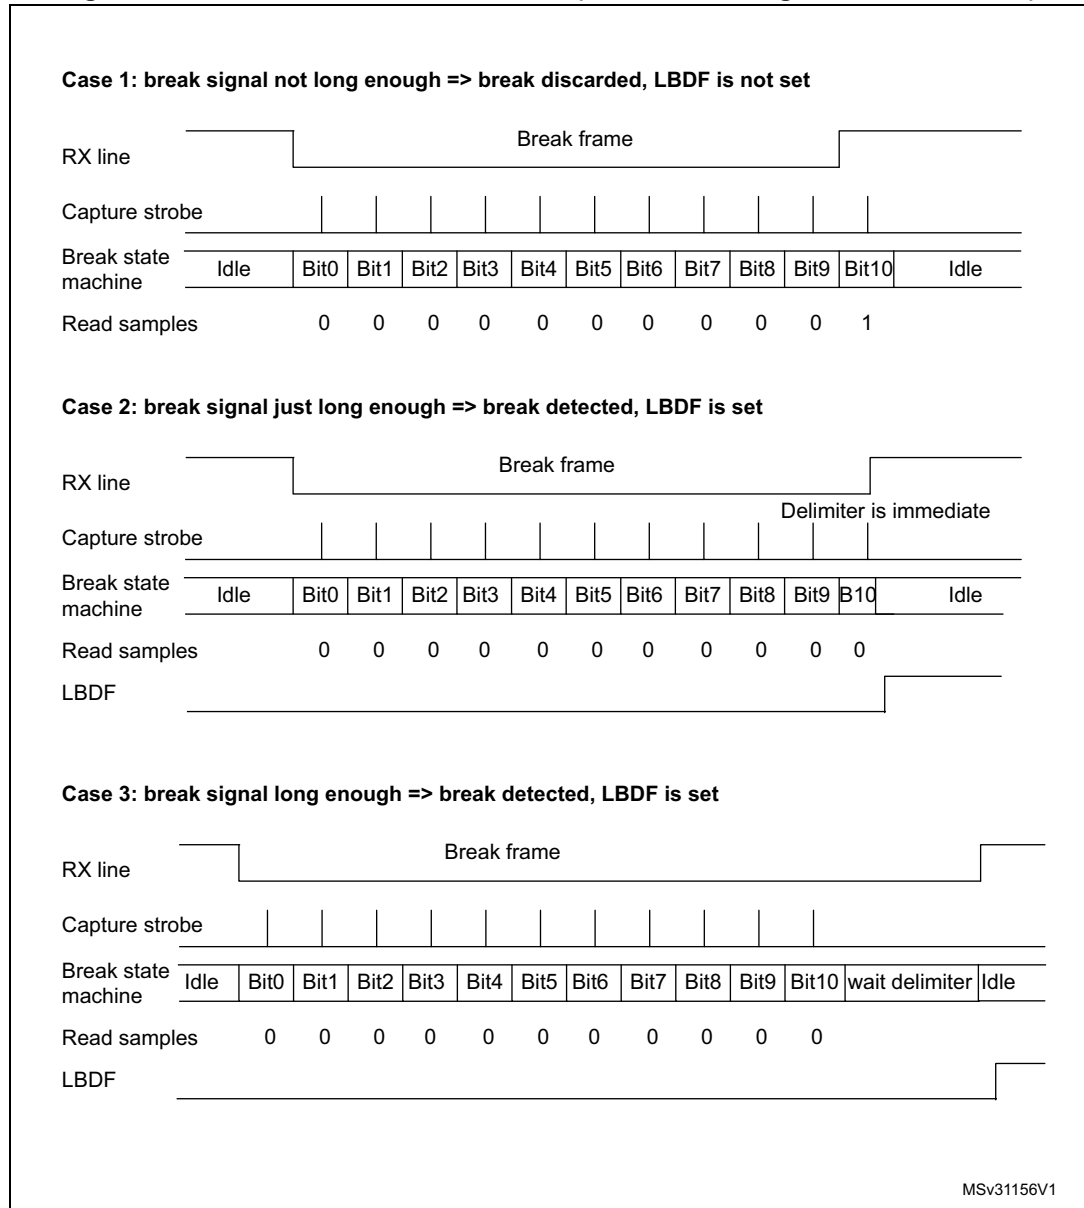 Case 1: break signal not long enough => break discarded, LBDF is not set
Break frame
RX line
Capture strobe
Break state machine
Idle Bit0 Bit1 Bit2 Bit3 Bit4 Bit5 Bit6 Bit7 Bit8 Bit9 Bit10 Idle
Read samples 0 0 0 0 0 0 0 0 0 0 1
Case 2: break signal just long enough => break detected, LBDF is set
Break frame
RX line
Delimiter is immediate
Capture strobe
Break state machine
Idle Bit0 Bit1 Bit2 Bit3 Bit4 Bit5 Bit6 Bit7 Bit8 Bit9 B10 Idle
Read samples 0 0 0 0 0 0 0 0 0 0 0
LBDF
Case 3: break signal long enough => break detected, LBDF is set
Break frame
RX line
Capture strobe
Break state machine
Idle Bit0 Bit1 Bit2 Bit3 Bit4 Bit5 Bit6 Bit7 Bit8 Bit9 Bit10 wait delimiter Idle
Read samples 0 0 0 0 0 0 0 0 0 0 0
LBDF
MSv31156V1